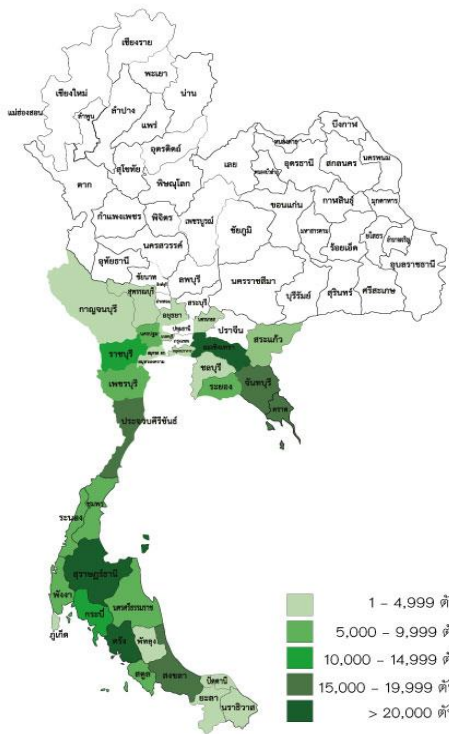 เชียงราย
เชียงใหม่
พะเยา
น่าน
แม่ฮ่องสอน
ลำพูน
ลำปาง
แพร่
อุตรดิตถ์
สุโขทัย
ตาก
พิษณุโลก
เลย
อุดรธานี
บึงกาฬ
สกลนคร
นครพนม
กำแพงเพชร
พิจิตร
เพชรบูรณ์
ขอนแก่น
กาฬสินธุ์
มุกดาหาร
ชัยภูมิ
มหาสารคาม
ร้อยเอ็ด
ยโสธร
อำนาจเจริญ
นครสวรรค์
อุทัยธานี
ชัยนาท
ลพบุรี
นครราชสีมา
บุรีรัมย์
สุรินทร์
ศรีสะเกษ
อุบลราชธานี
กาญจนบุรี
สุพรรณบุรี
สระบุรี
อยุธยา
ปราจีน
สระแก้ว
ราชบุรี
ฉะเชิงเทรา
ชลบุรี
ระยอง
จันทบุรี
ตราด
เพชรบุรี
ประจวบคีรีขันธ์
ระนอง
ชุมพร
สุราษฎร์ธานี
พังงา
กระบี่
นครศรีธรรมราช
ภูเก็ต
ตรัง
พัทลุง
สตูล
สงขลา
ปัตตานี
ยะลา
นราธิวาส
1 - 4,999 ตั
5,000 - 9,999 ตั
10,000 - 14,999 ตั
15,000 - 19,999 ตั
> 20,000 ตั